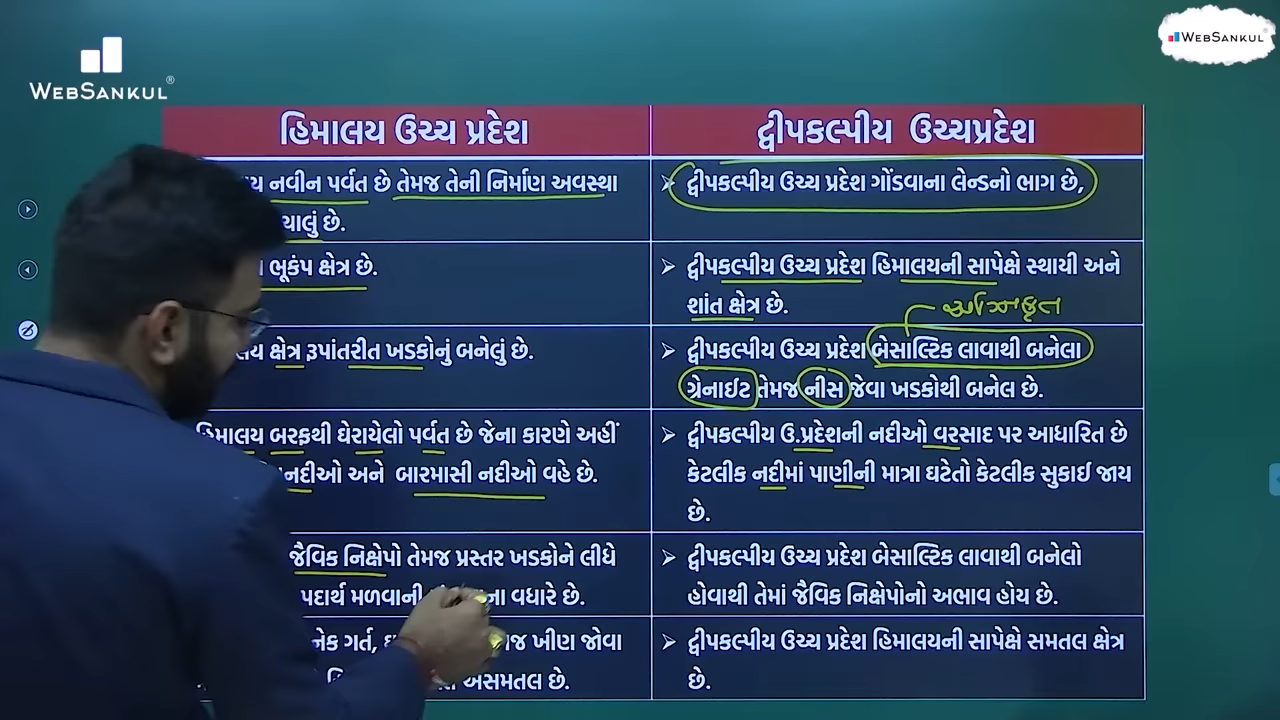 WEBSANKUL®
WEBSANKUL®
હિમાલય ઉચ્ચ પ્રદેશ
દ્વીપકલ્પીય ઉચ્ચપ્રદેશ
નવીન પર્વત છે તેમજ તેની નિર્માણ અવસ્થા
ચાલું છે.
➢ દ્વીપકલ્પીય ઉચ્ચ પ્રદેશ ગોંડવાના લેન્ડનો ભાગ છે,
ભૂકંપ ક્ષેત્ર છે.
➢ દ્વીપકલ્પીય ઉચ્ચ પ્રદેશ હિમાલયની સાપેક્ષે સ્થાયી અને
શાંત ક્ષેત્ર છે.
ક્ષેત્ર રૂપાંતરીત ખડકોનું બનેલું છે.
➢ દ્વીપકલ્પીય ઉચ્ચ પ્રદેશ બેસાલ્ટિક લાવાથી બનેલા
ગ્રેનાઈટ તેમજ નીસ જેવા ખડકોથી બનેલ છે.
હિમાલય બરફથી ઘેરાયેલો પર્વત છે જેના કારણે અહીં
નદીઓ અને બારમાસી નદીઓ વહે છે.
➢ દ્વીપકલ્પીય ઉ.પ્રદેશની નદીઓ વરસાદ પર આધારિત છે
કેટલીક નદીમાં પાણીની માત્રા ઘટેતો કેટલીક સુકાઇ જાય
છે.
જૈવિક નિક્ષેપો તેમજ પ્રસ્તર ખડકોને લીધે
પદાર્થ મળવાની વધારે છે.
➢ દ્વીપકલ્પીય ઉચ્ચ પ્રદેશ બેસાલ્ટિક લાવાથી બનેલો
હોવાથી તેમાં જૈવિક નિક્ષેપોનો અભાવ હોય છે.
ગર્ત, ખીણ જોવા
અસમતલ છે.
➢ દ્વીપકલ્પીય ઉચ્ચ પ્રદેશ હિમાલયની સાપેક્ષે સમતલ ક્ષેત્ર
છે.